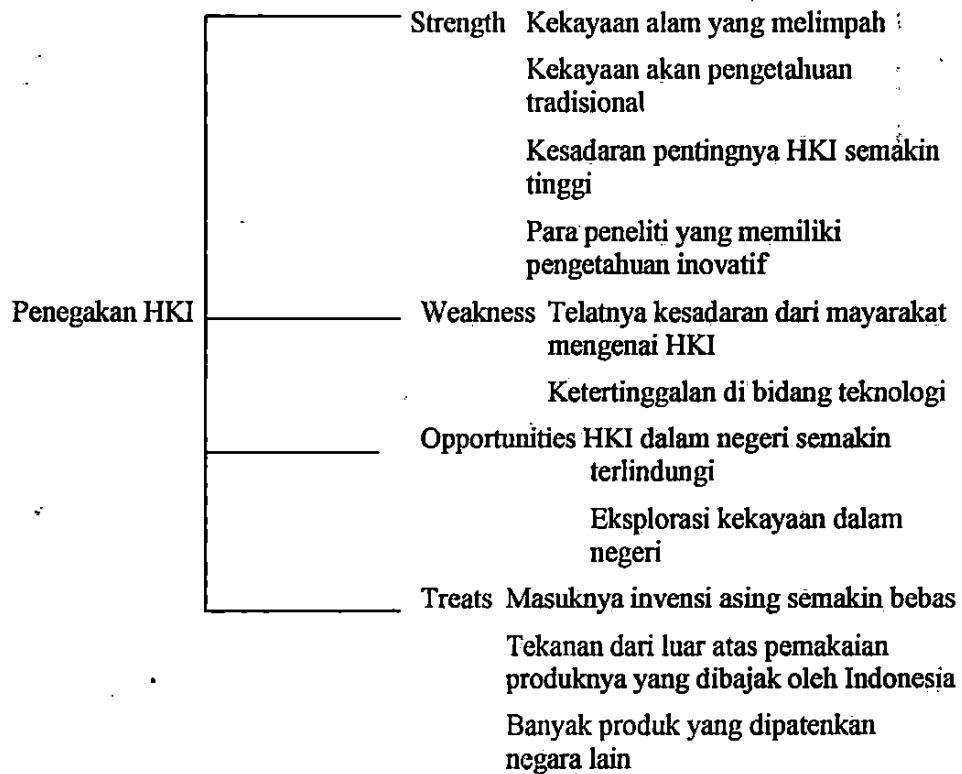 Strength Kekayaan alam yang melimpah
Kekayaan akan pengetahuan
tradisional
Kesadaran pentingnya HKI semakin
tinggi
Para peneliti yang memiliki
pengetahuan inovatif
Penegakan HKI
Weakness Telatnya kesadaran dari mayarakat
mengenai HKI
Ketertinggalan di bidang teknologi
Opportunities HKI dalam negeri semakin
terlindungi
Eksplorasi kekayaan dalam
negeri
Treats Masuknya invensi asing semakin bebas
Tekanan dari luar atas pemakaian
produknya yang dibajak oleh Indonesia
Banyak produk yang dipatenkan
negara lain